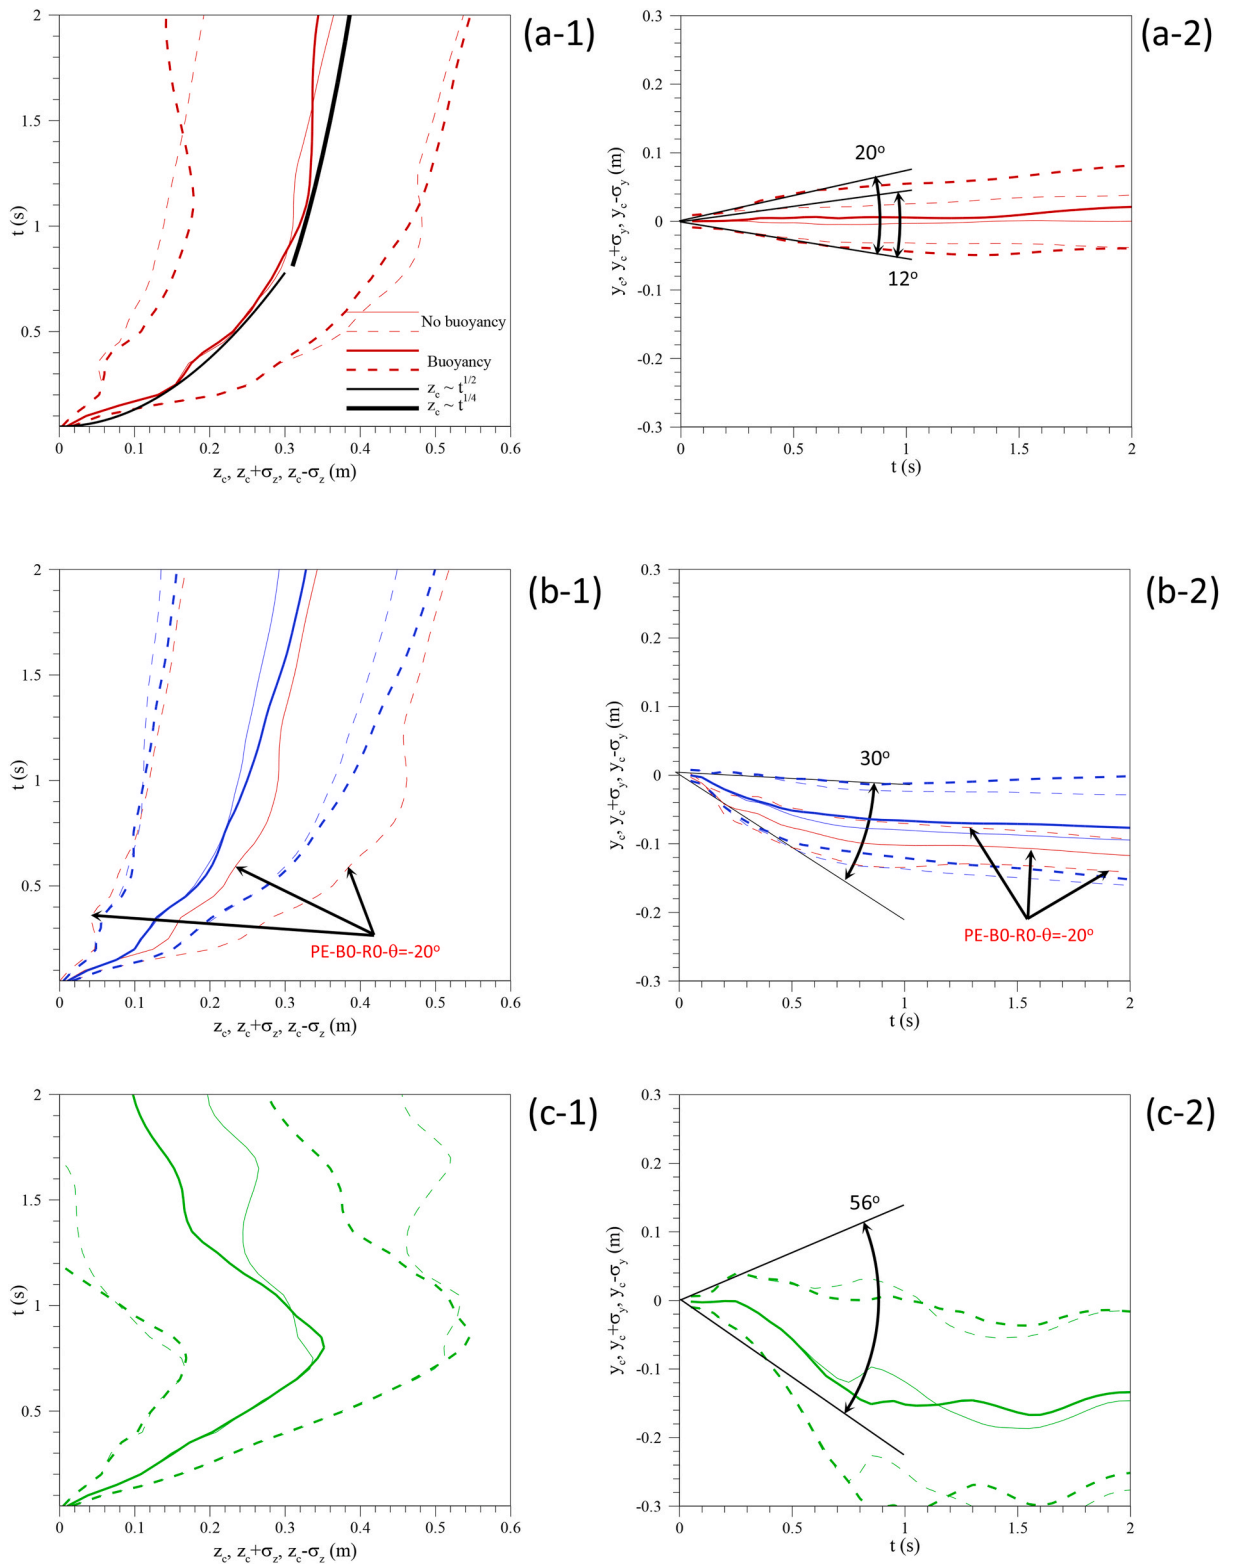 (a-1)
2
1.5
1
0.5
t (s)
No buoyancy
Buoyancy
z_c ~ t^1/2
z_c ~ t^1/4
0 0.1 0.2 0.3 0.4 0.5 0.6
z_c, z_c+σ_z, z_c-σ_z (m)
(a-2)
0.3
0.2
0.1
0
-0.1
-0.2
-0.3
y_c, y_c+σ_y, y_c-σ_y (m)
20º
12º
0 0.5 1 1.5 2
t (s)
(b-1)
2
1.5
1
0.5
t (s)
PE-B0-R0-θ=-20º
0 0.1 0.2 0.3 0.4 0.5 0.6
z_c, z_c+σ_z, z_c-σ_z (m)
(b-2)
0.3
0.2
0.1
0
-0.1
-0.2
-0.3
y_c, y_c+σ_y, y_c-σ_y (m)
30º
PE-B0-R0-θ=-20º
0 0.5 1 1.5 2
t (s)
(c-1)
2
1.5
1
0.5
t (s)
0 0.1 0.2 0.3 0.4 0.5 0.6
z_c, z_c+σ_z, z_c-σ_z (m)
(c-2)
0.3
0.2
0.1
0
-0.1
-0.2
-0.3
y_c, y_c+σ_y, y_c-σ_y (m)
56º
0 0.5 1 1.5 2
t (s)